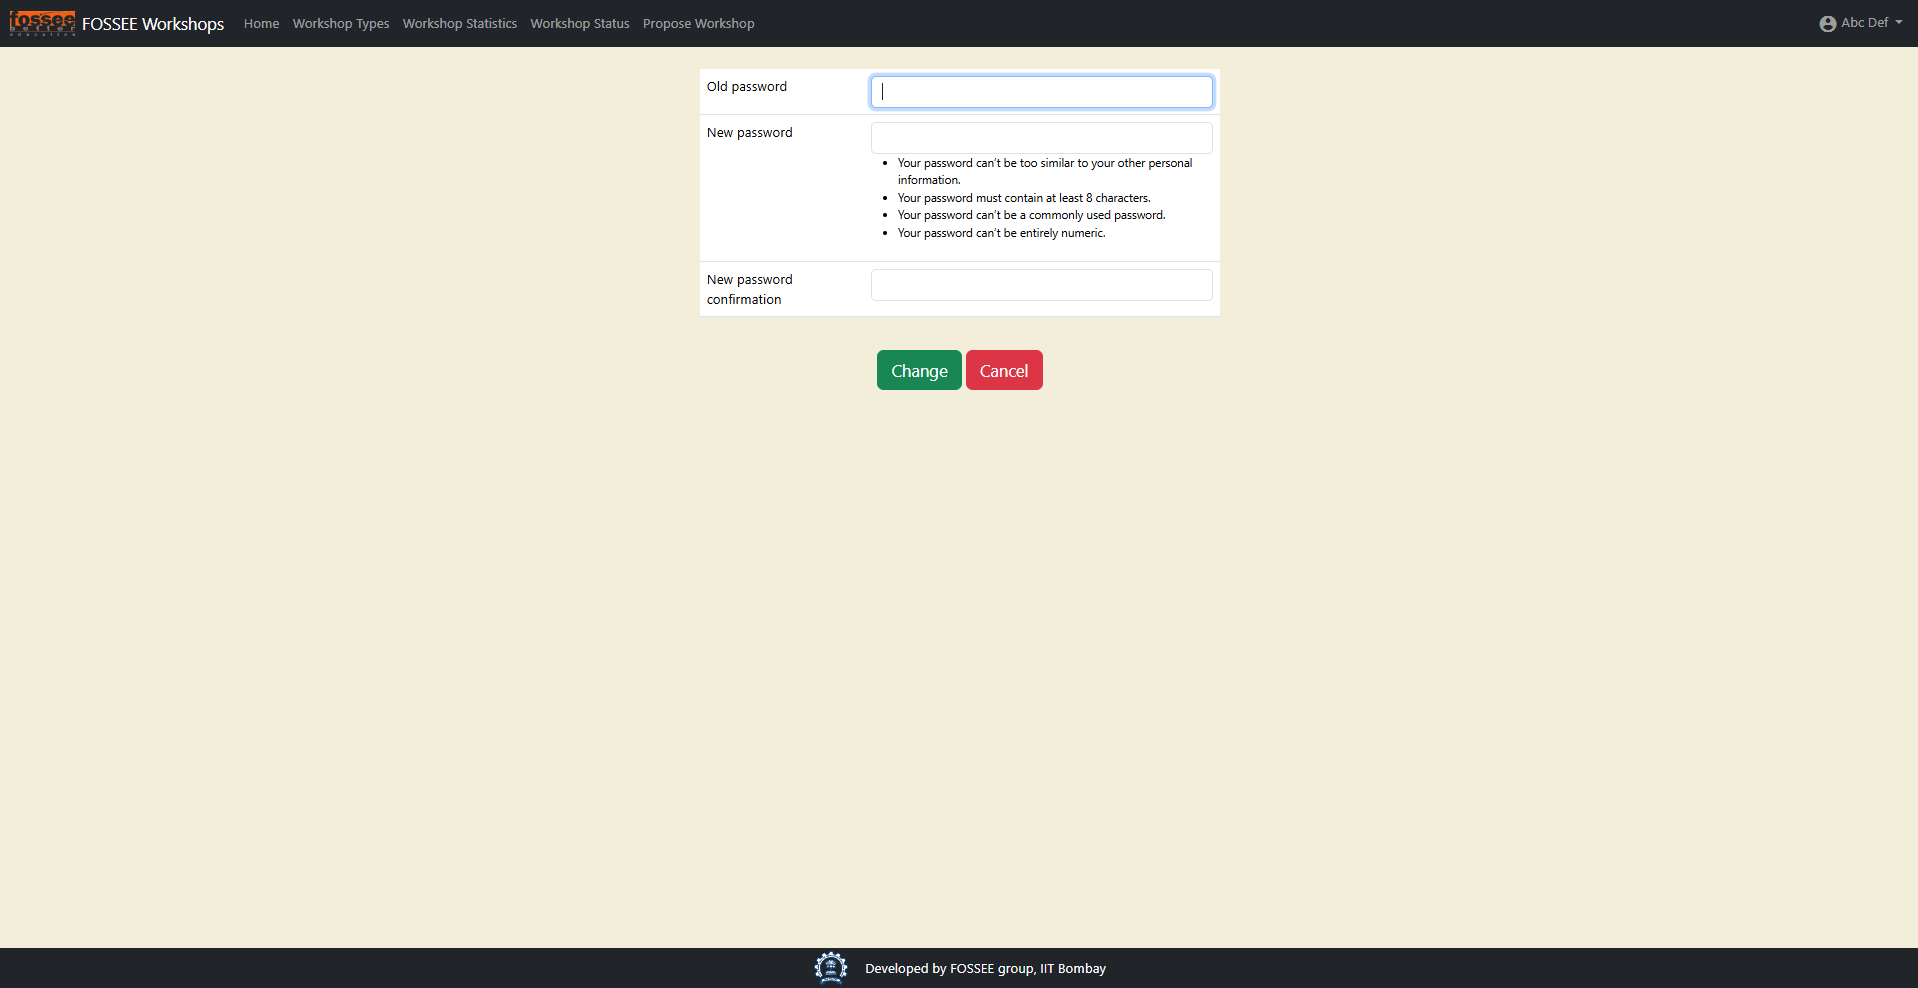 fossee
better
education
FOSSEE Workshops
Home
Workshop Types
Workshop Statistics
Workshop Status
Propose Workshop
Abc Def
Old password
New password
Your password can’t be too similar to your other personal
information.
Your password must contain at least 8 characters.
Your password can’t be a commonly used password.
Your password can’t be entirely numeric.
New password
confirmation
Change
Cancel
Developed by FOSSEE group, IIT Bombay